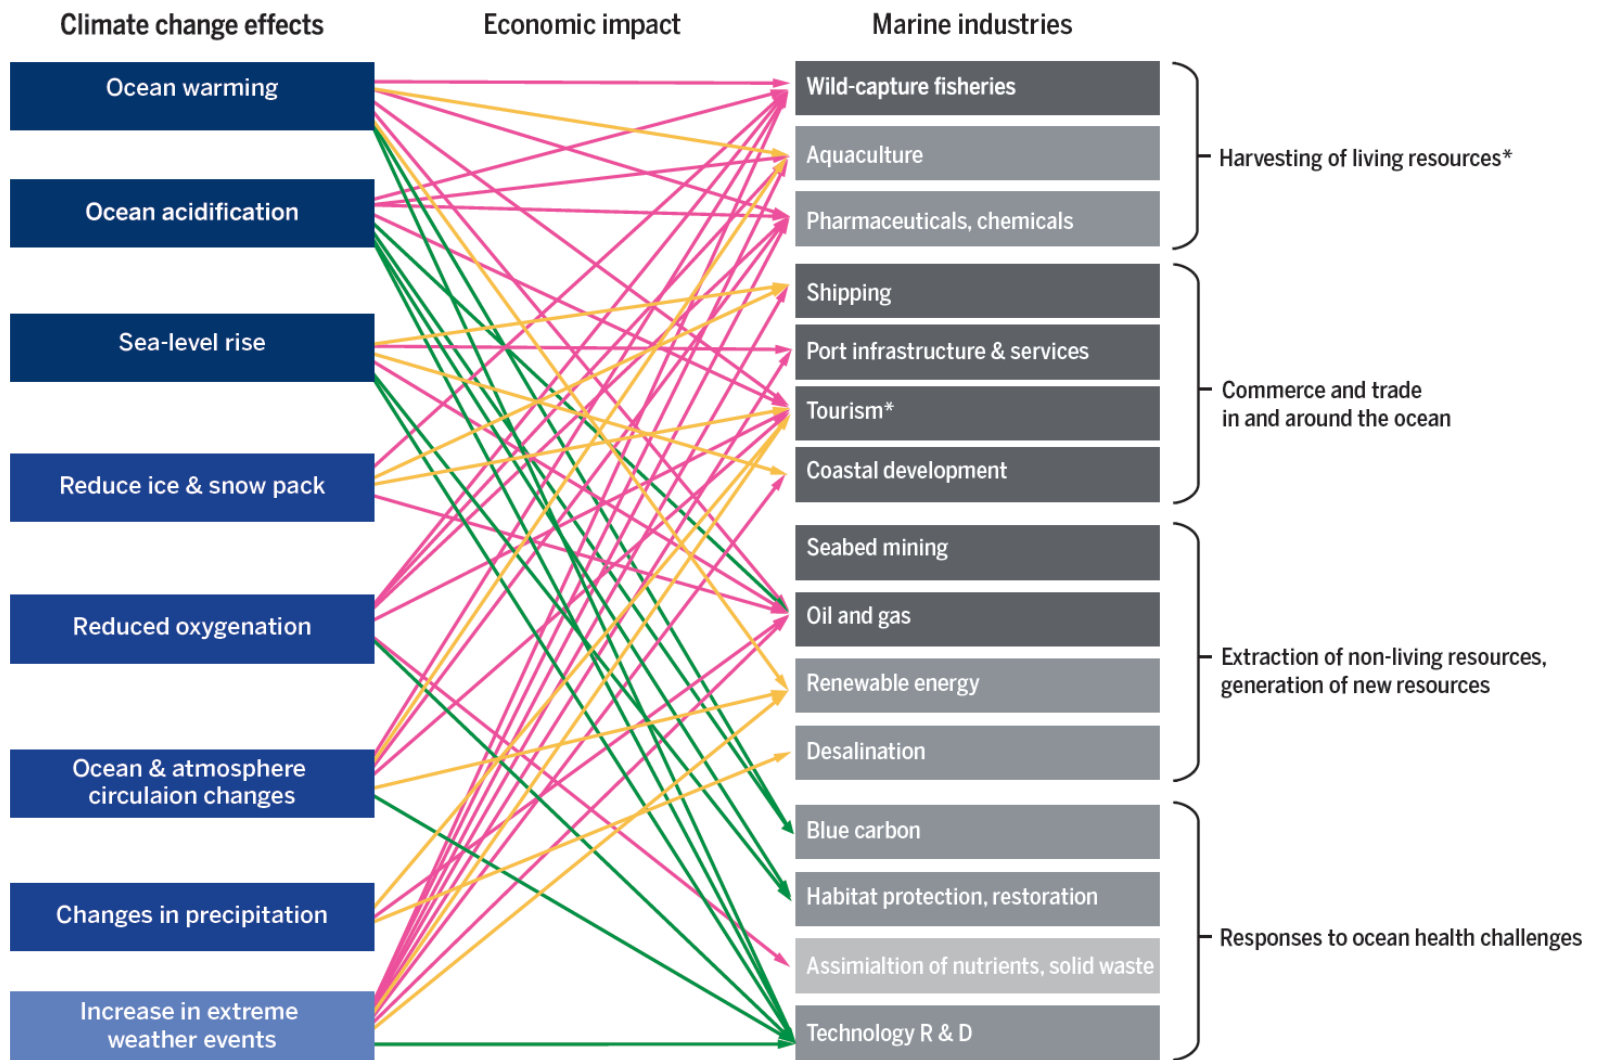 Climate change effects
Economic impact
Marine industries
Ocean warming
Ocean acidification
Sea-level rise
Reduce ice & snow pack
Reduced oxygenation
Ocean & atmosphere
circulaion changes
Changes in precipitation
Increase in extreme
weather events
Wild-capture fisheries
Aquaculture
Pharmaceuticals, chemicals
Shipping
Port infrastructure & services
Tourism*
Coastal development
Seabed mining
Oil and gas
Renewable energy
Desalination
Blue carbon
Habitat protection, restoration
Assimialtion of nutrients, solid waste
Technology R & D
Harvesting of living resources*
Commerce and trade
in and around the ocean
Extraction of non-living resources,
generation of new resources
Responses to ocean health challenges